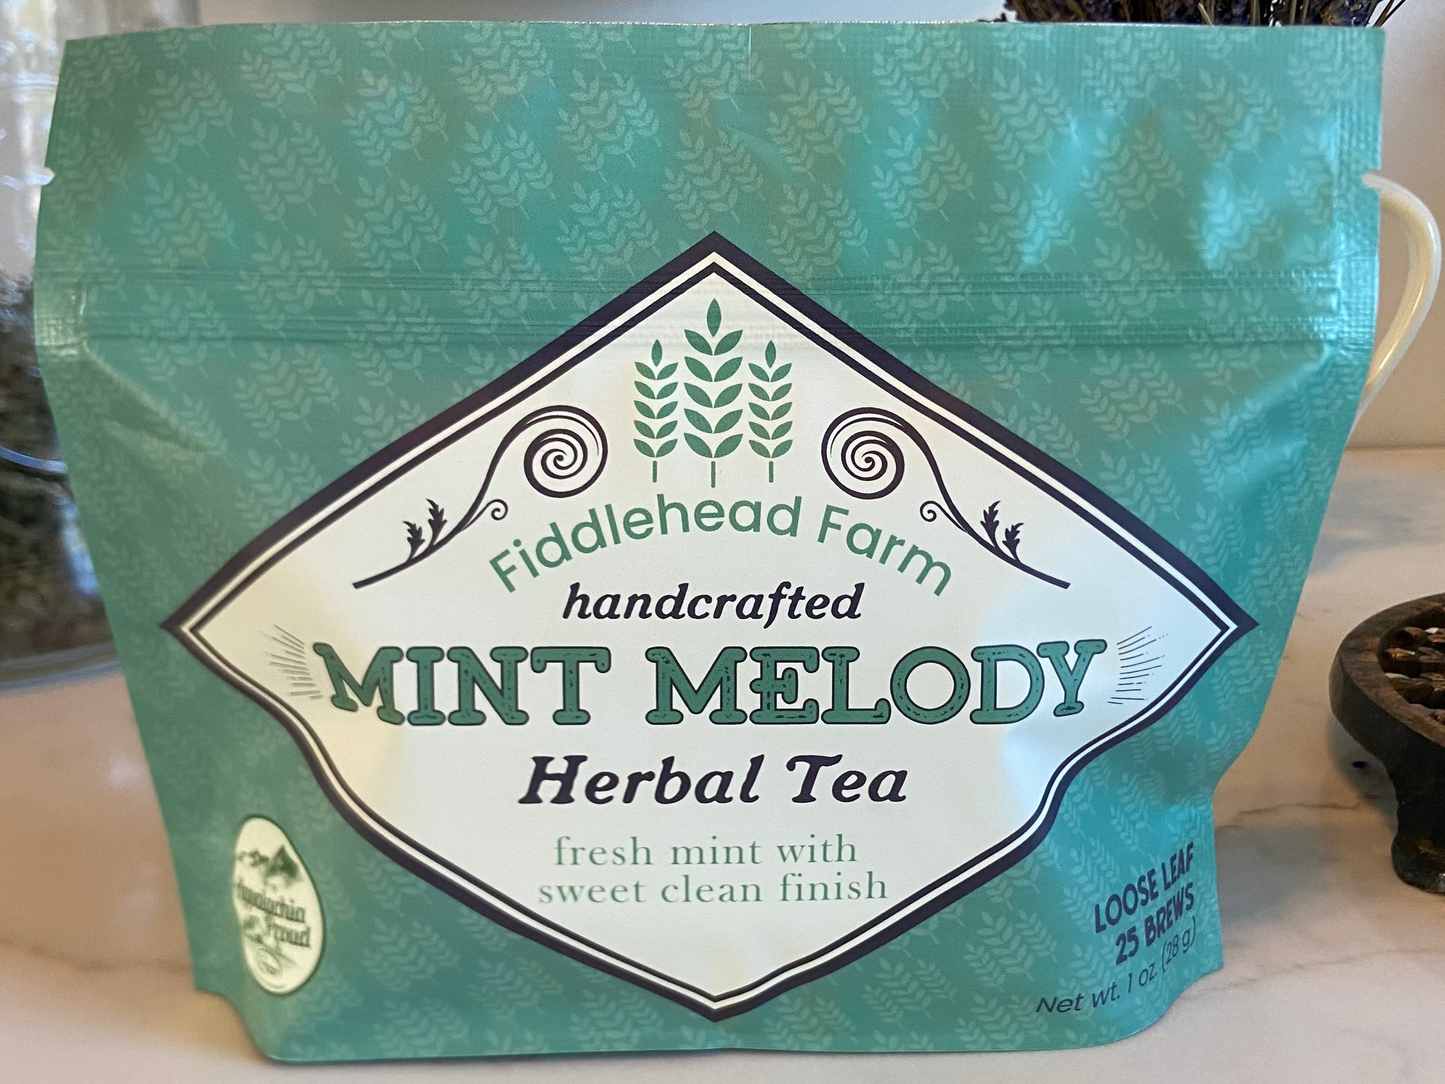 Fiddlehead Farm
handcrafted
MINT MELODY
Herbal Tea
fresh mint with
sweet clean finish
Appalachia
Proud
LOOSE LEAF
25 BREWS
Net wt. 1 oz. (28 g)